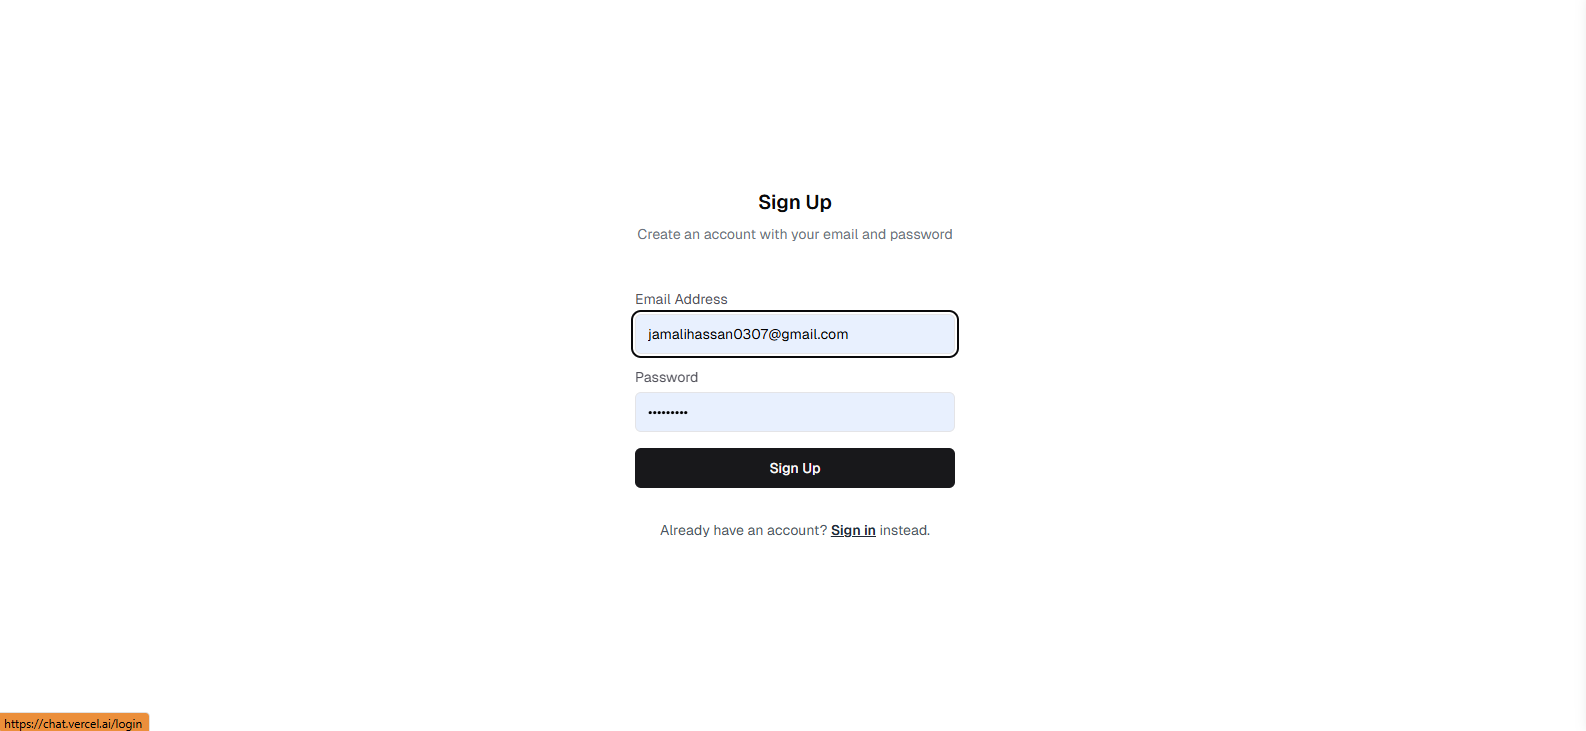 Sign Up
Create an account with your email and password
Email Address
jamalihassan0307@gmail.com
Password
•••••••••
Sign Up
Already have an account? Sign in instead.
https://chat.vercel.ai/login